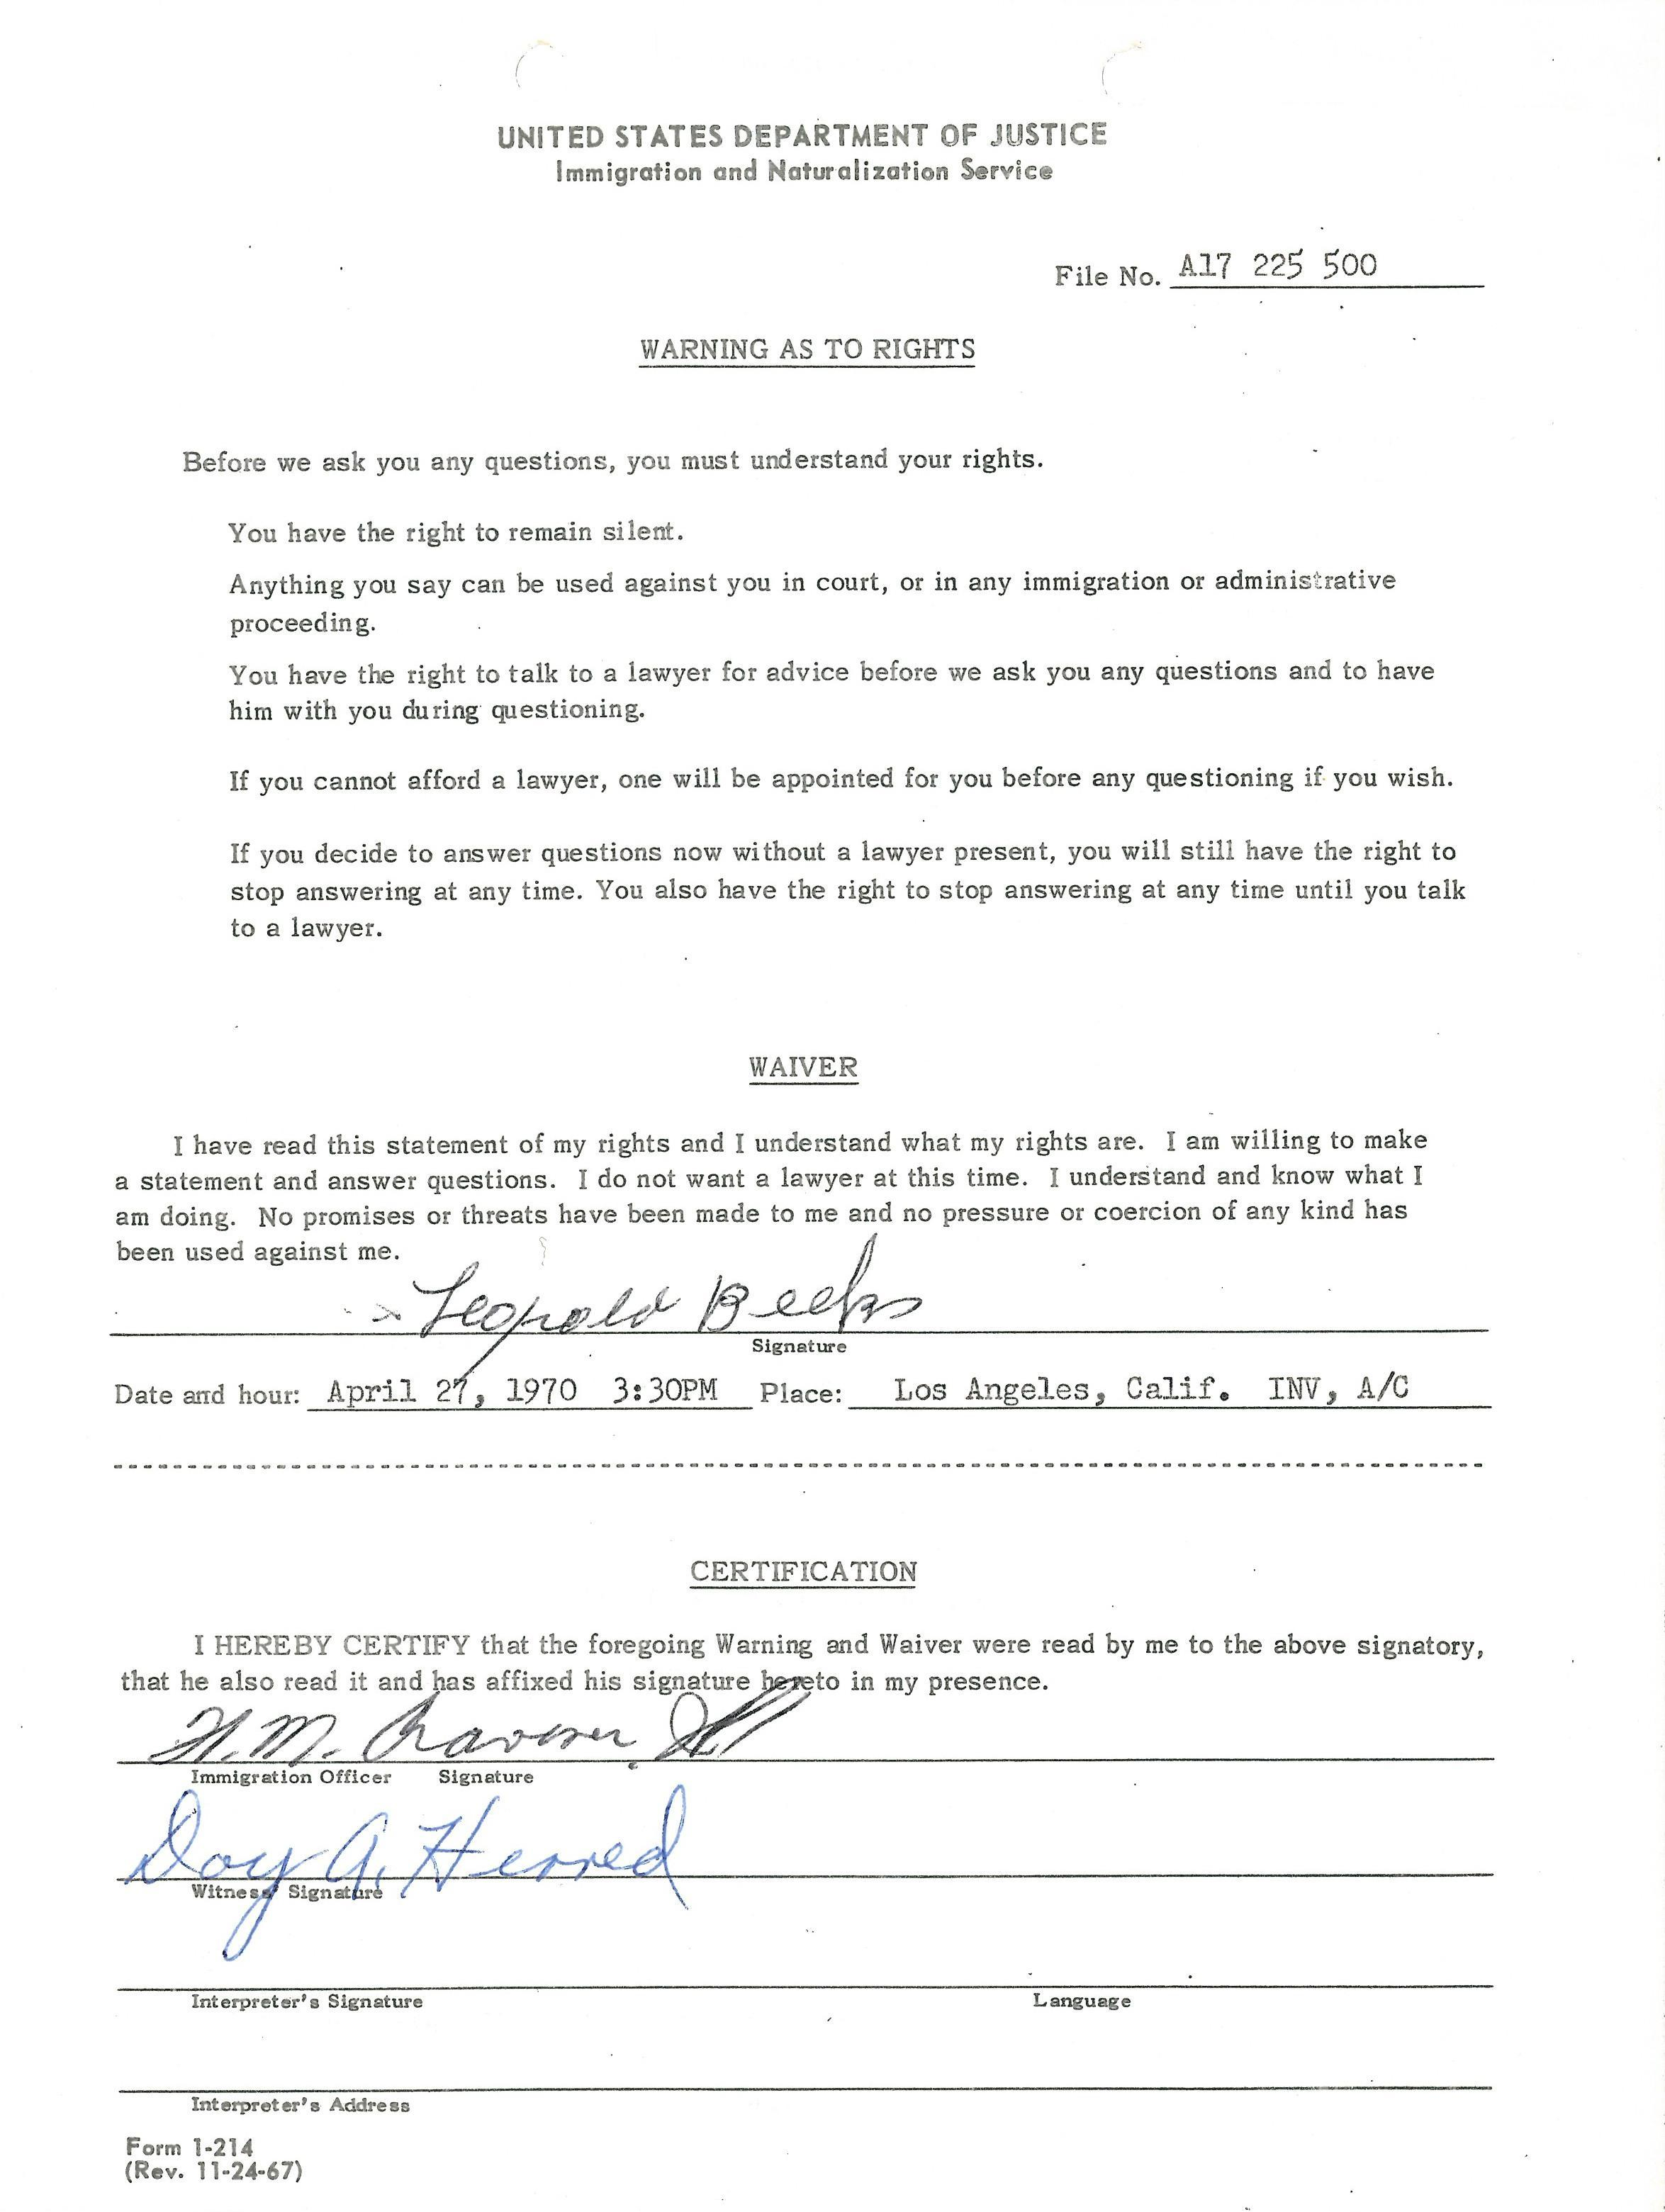 UNITED STATES DEPARTMENT OF JUSTICE
Immigration and Naturalization Service
File No. A17 225 500
WARNING AS TO RIGHTS
Before we ask you any questions, you must understand your rights.
You have the right to remain silent.
Anything you say can be used against you in court, or in any immigration or administrative
proceeding.
You have the right to talk to a lawyer for advice before we ask you any questions and to have
him with you during questioning.
If you cannot afford a lawyer, one will be appointed for you before any questioning if you wish.
If you decide to answer questions now without a lawyer present, you will still have the right to
stop answering at any time. You also have the right to stop answering at any time until you talk
to a lawyer.
WAIVER
I have read this statement of my rights and I understand what my rights are. I am willing to make
a statement and answer questions. I do not want a lawyer at this time. I understand and know what I
am doing. No promises or threats have been made to me and no pressure or coercion of any kind has
been used against me.
Leopold Beeks
Signature
Date and hour: April 27, 1970 3:30PM Place: Los Angeles, Calif. INV, A/C
CERTIFICATION
I HEREBY CERTIFY that the foregoing Warning and Waiver were read by me to the above signatory,
that he also read it and has affixed his signature hereto in my presence.
H. M.
Immigration Officer Signature
Doy A. Herred
Witness Signature
Interpreter's Signature Language
Interpreter's Address
Form 1-214
(Rev. 11-24-67)